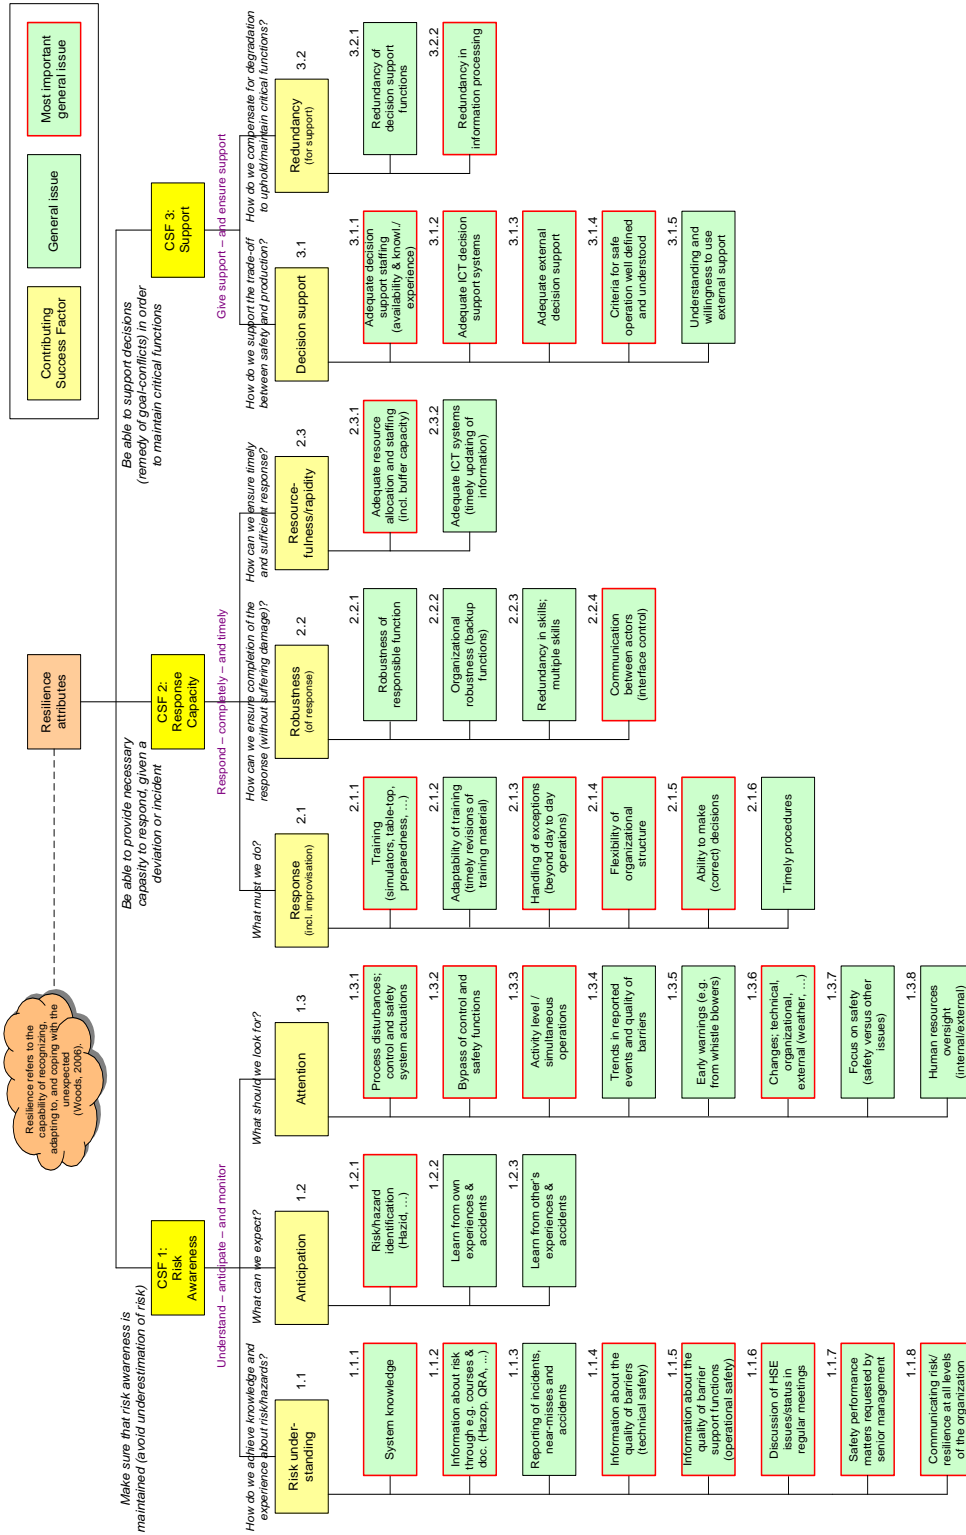 Contributing
Success Factor
General issue
Most important
general issue
Resilience refers to the
capability of recognizing,
adapting to, and coping with the
unexpected
(Woods, 2006).
Resilience
attributes
Make sure that risk awareness is
maintained (avoid underestimation of risk)
CSF 1:
Risk
Awareness
Understand – anticipate – and monitor
Be able to provide necessary
capacity to respond, given a
deviation or incident
CSF 2:
Response
Capacity
Respond – completely – and timely
Be able to support decisions
(remedy of goal-conflicts) in order
to maintain critical functions
CSF 3:
Support
Give support – and ensure support
How do we achieve knowledge and
experience about risk/hazards?
Risk under-
standing
1.1
1.1.1
System knowledge
1.1.2
Information about risk
through e.g. courses &
doc. (Hazop, QRA, ...)
1.1.3
Reporting of incidents,
near-misses and
accidents
1.1.4
Information about the
quality of barriers
(technical safety)
1.1.5
Information about the
quality of barrier
support functions
(operational safety)
1.1.6
Discussion of HSE
issues/status in
regular meetings
1.1.7
Safety performance
matters requested by
senior management
1.1.8
Communicating risk/
resilience at all levels
of the organization
What can we expect?
Anticipation
1.2
1.2.1
Risk/hazard
identification
(Hazid, ...)
1.2.2
Learn from own
experiences &
accidents
1.2.3
Learn from other's
experiences &
accidents
What should we look for?
Attention
1.3
1.3.1
Process disturbances;
control and safety
system actuations
1.3.2
Bypass of control and
safety functions
1.3.3
Activity level /
simultaneous
operations
1.3.4
Trends in reported
events and quality of
barriers
1.3.5
Early warnings (e.g.
from whistle blowers)
1.3.6
Changes; technical,
organizational,
external (weather, ...)
1.3.7
Focus on safety
(safety versus other
issues)
1.3.8
Human resources
oversight
(internal/external)
What must we do?
Response
(incl. improvisation)
2.1
2.1.1
Training
(simulators, table-top,
preparedness, ...)
2.1.2
Adaptability of training
(timely revisions of
training material)
2.1.3
Handling of exceptions
(beyond day to day
operations)
2.1.4
Flexibility of
organizational
structure
2.1.5
Ability to make
(correct) decisions
2.1.6
Timely procedures
How can we ensure completion of the
response (without suffering damage)?
Robustness
(of response)
2.2
2.2.1
Robustness of
responsible function
2.2.2
Organizational
robustness (backup
functions)
2.2.3
Redundancy in skills;
multiple skills
2.2.4
Communication
between actors
(interface control)
How can we ensure timely
and sufficient response?
Resource-
fulness/rapidity
2.3
2.3.1
Adequate resource
allocation and staffing
(incl. buffer capacity)
2.3.2
Adequate ICT systems
(timely updating of
information)
How do we support the trade-off
between safety and production?
Decision support
3.1
3.1.1
Adequate decision
support staffing
(availability & knowl./
experience)
3.1.2
Adequate ICT decision
support systems
3.1.3
Adequate external
decision support
3.1.4
Criteria for safe
operation well defined
and understood
3.1.5
Understanding and
willingness to use
external support
How do we compensate for degradation
to uphold/maintain critical functions?
Redundancy
(for support)
3.2
3.2.1
Redundancy of
decision support
functions
3.2.2
Redundancy in
information processing